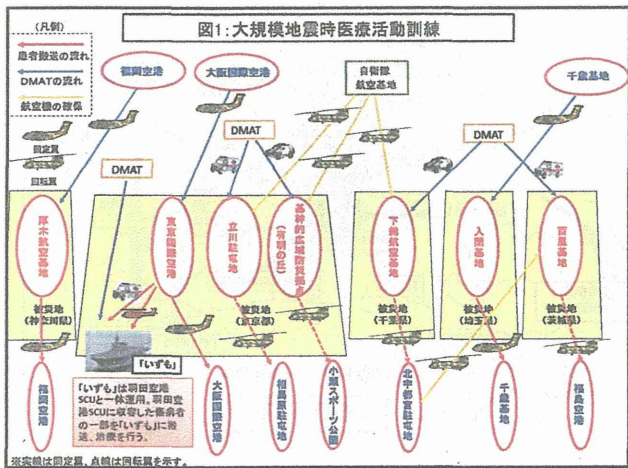 図1:大規模地震時医療活動訓練
(凡例)
患者搬送の流れ
DMATの流れ
航空機の確保
固定翼
回転翼
福岡空港
大阪国際空港
自衛隊
航空基地
千歳基地
DMAT
DMAT
DMAT
厚木航空基地
東京国際空港
立川駐屯地
基幹的広域防災拠点
(有明の丘)
下総航空基地
入間基地
百里基地
被災地
(神奈川県)
被災地
(東京都)
被災地
(千葉県)
被災地
(埼玉県)
被災地
(茨城県)
「いずも」
「いずも」は羽田空港
SCUと一体運用。羽田空
港SCUに収容した傷病者
の一部を「いずも」に搬
送、治療を行う。
福岡空港
大阪国際空港
相馬原駐屯地
小瀬スポーツ公園
北宇都宮駐屯地
千歳基地
福島空港
※実線は固定翼、点線は回転翼を示す。